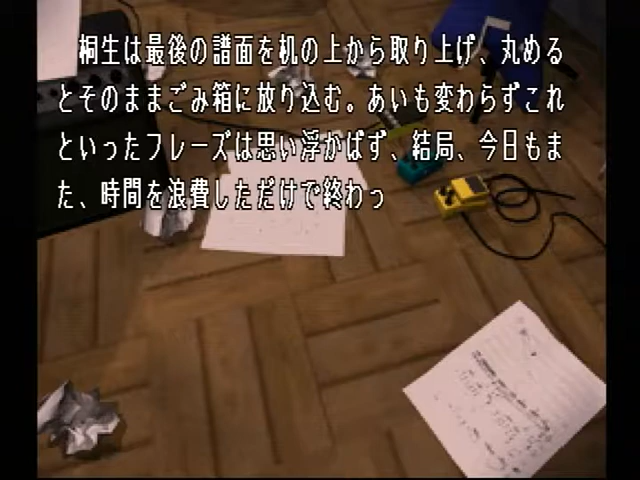 桐生は最後の譜面を机の上から取り上げ、丸める
とそのままごみ箱に放り込む。あいも変わらずこれ
といったフレーズは思い浮かばず、結局、今日もま
た、時間を浪費しただけで終わっ